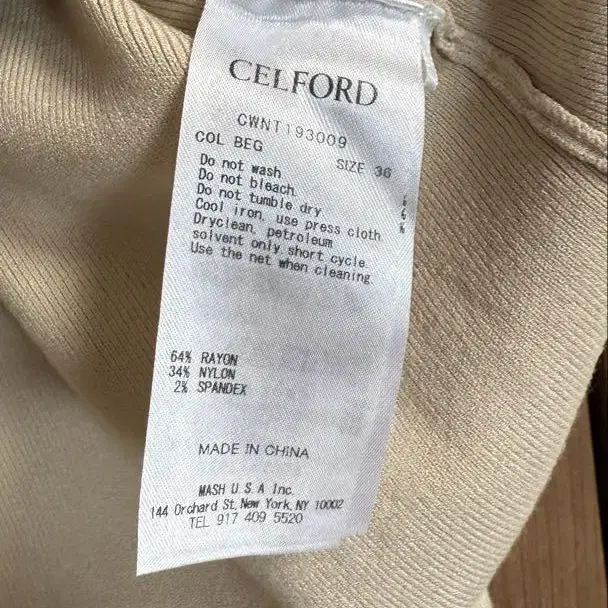 CELFORD
CWNT193009
COL BEG SIZE 36
Do not wash
Do not bleach.
Do not tumble dry
Cool iron, use press cloth
Dryclean, petroleum
solvent only,short cycle.
Use the net when cleaning.
64% RAYON
34% NYLON
2% SPANDEX
MADE IN CHINA
MASH U.S.A Inc.
144 Orchard St,New York,NY 10002
TEL 917 409 5520